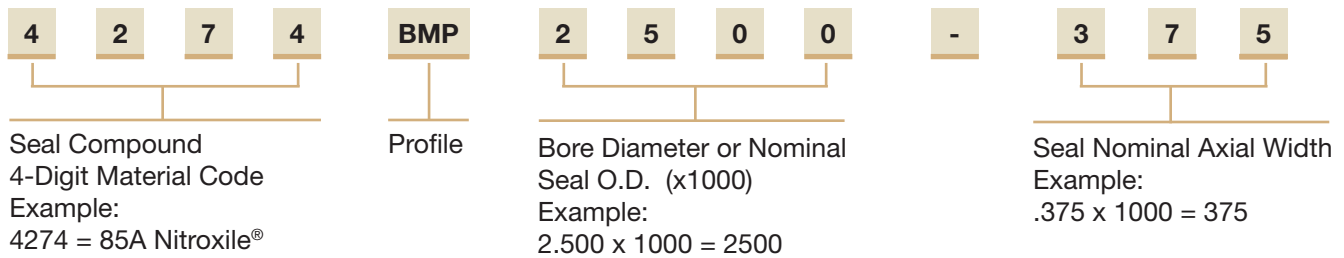 4 2 7 4 BMP 2 5 0 0 - 3 7 5
Seal Compound
4-Digit Material Code
Example:
4274 = 85A Nitroxile®
Profile
Bore Diameter or Nominal
Seal O.D. (x1000)
Example:
2.500 x 1000 = 2500
Seal Nominal Axial Width
Example:
.375 x 1000 = 375